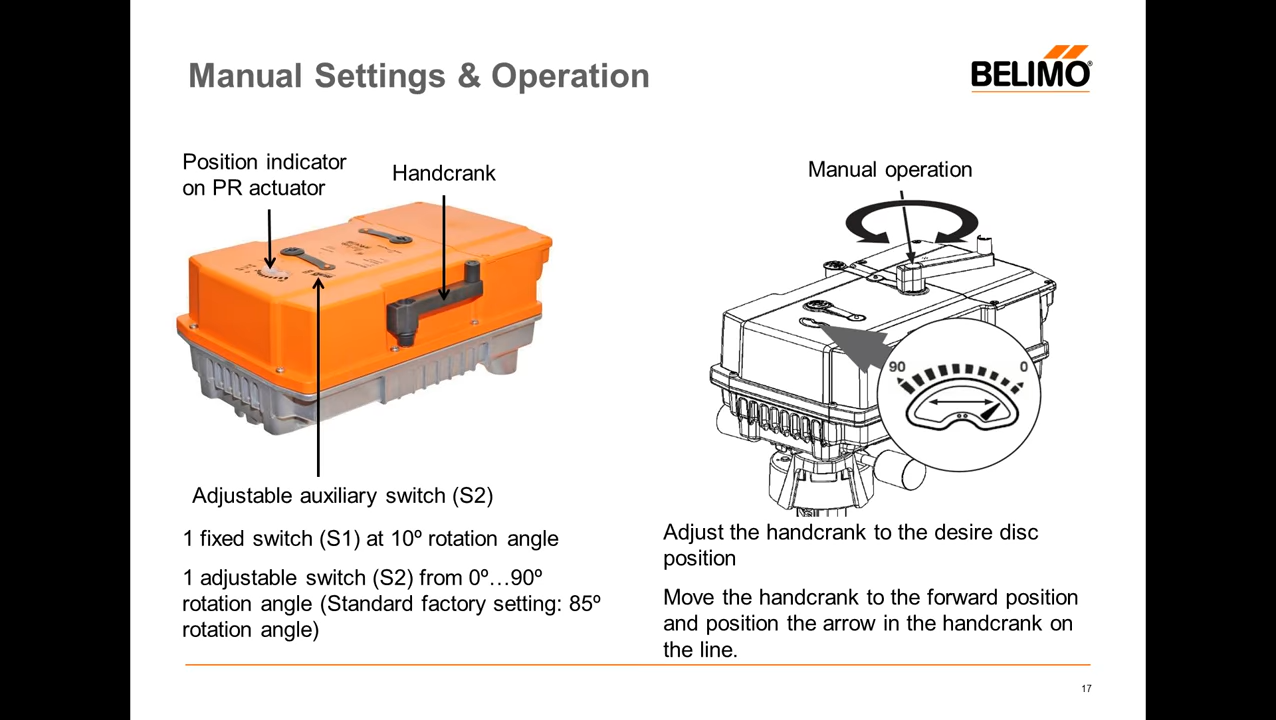 Manual Settings & Operation
BELIMO®
Position indicator
on PR actuator
Handcrank
Manual operation
90
0
Adjustable auxiliary switch (S2)
1 fixed switch (S1) at 10º rotation angle
1 adjustable switch (S2) from 0º…90º
rotation angle (Standard factory setting: 85º
rotation angle)
Adjust the handcrank to the desire disc
position
Move the handcrank to the forward position
and position the arrow in the handcrank on
the line.
17